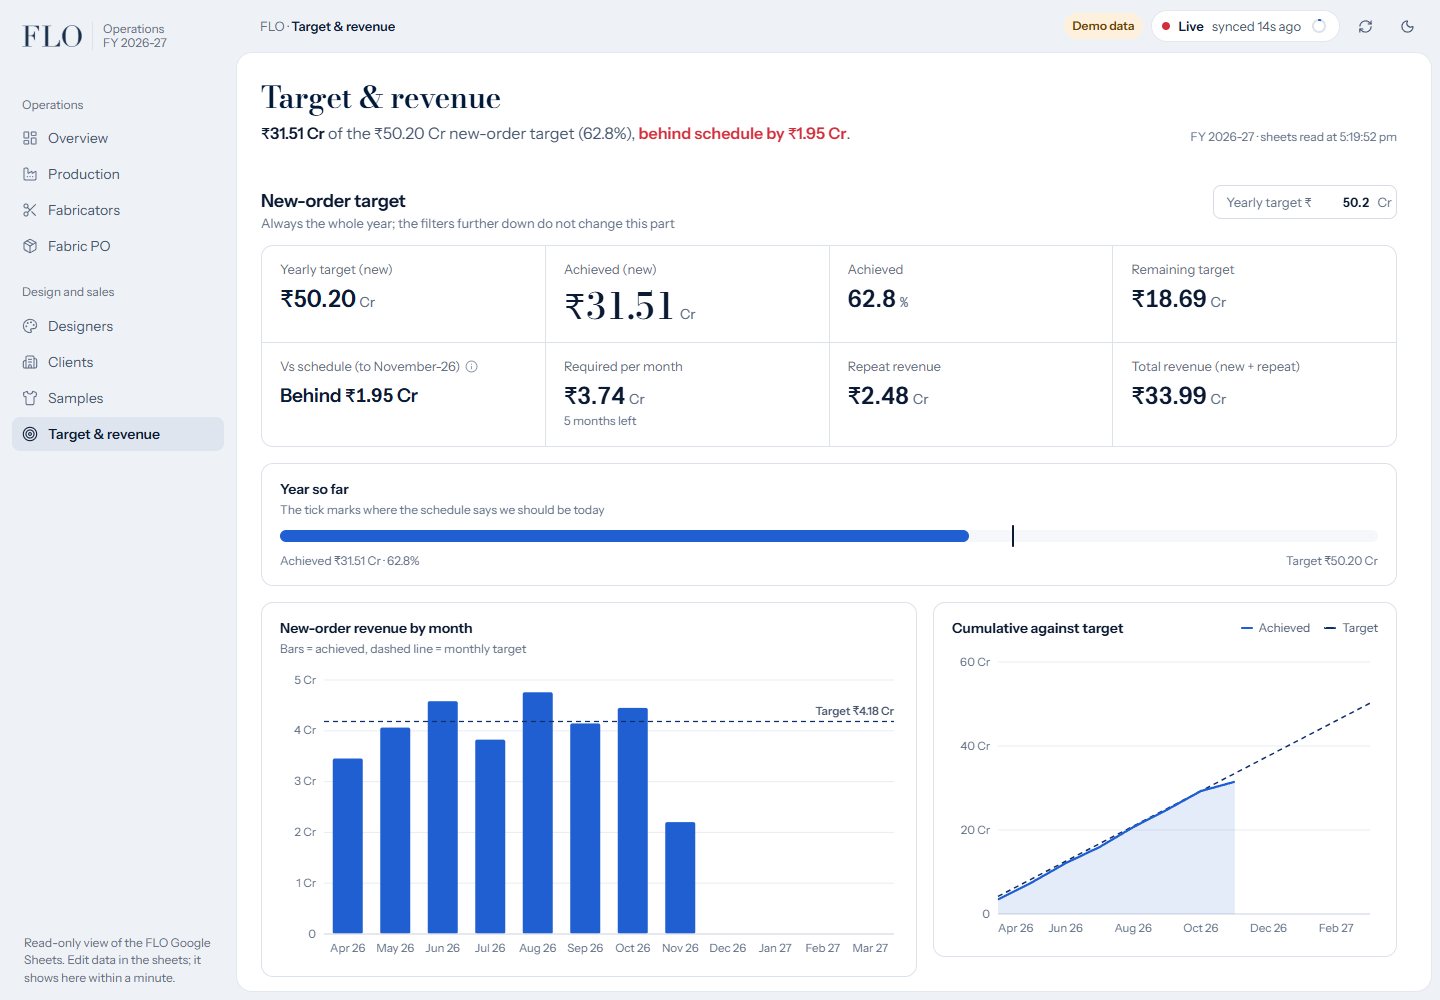 FLO
Operations
FY 2026-27
Operations
Overview
Production
Fabricators
Fabric PO
Design and sales
Designers
Clients
Samples
Target & revenue
Read-only view of the FLO Google
Sheets. Edit data in the sheets; it
shows here within a minute.
FLO · Target & revenue
Demo data
Live synced 14s ago
Target & revenue
₹31.51 Cr of the ₹50.20 Cr new-order target (62.8%), behind schedule by ₹1.95 Cr.
FY 2026-27 · sheets read at 5:19:52 pm
New-order target
Always the whole year; the filters further down do not change this part
Yearly target ₹ 50.2 Cr
Yearly target (new)
₹50.20 Cr
Achieved (new)
₹31.51 Cr
Achieved
62.8 %
Remaining target
₹18.69 Cr
Vs schedule (to November-26)
Behind ₹1.95 Cr
Required per month
₹3.74 Cr
5 months left
Repeat revenue
₹2.48 Cr
Total revenue (new + repeat)
₹33.99 Cr
Year so far
The tick marks where the schedule says we should be today
Achieved ₹31.51 Cr · 62.8%
Target ₹50.20 Cr
New-order revenue by month
Bars = achieved, dashed line = monthly target
5 Cr
Target ₹4.18 Cr
4 Cr
3 Cr
2 Cr
1 Cr
0
Apr 26 May 26 Jun 26 Jul 26 Aug 26 Sep 26 Oct 26 Nov 26 Dec 26 Jan 27 Feb 27 Mar 27
Cumulative against target
Achieved Target
60 Cr
40 Cr
20 Cr
0
Apr 26 Jun 26 Aug 26 Oct 26 Dec 26 Feb 27